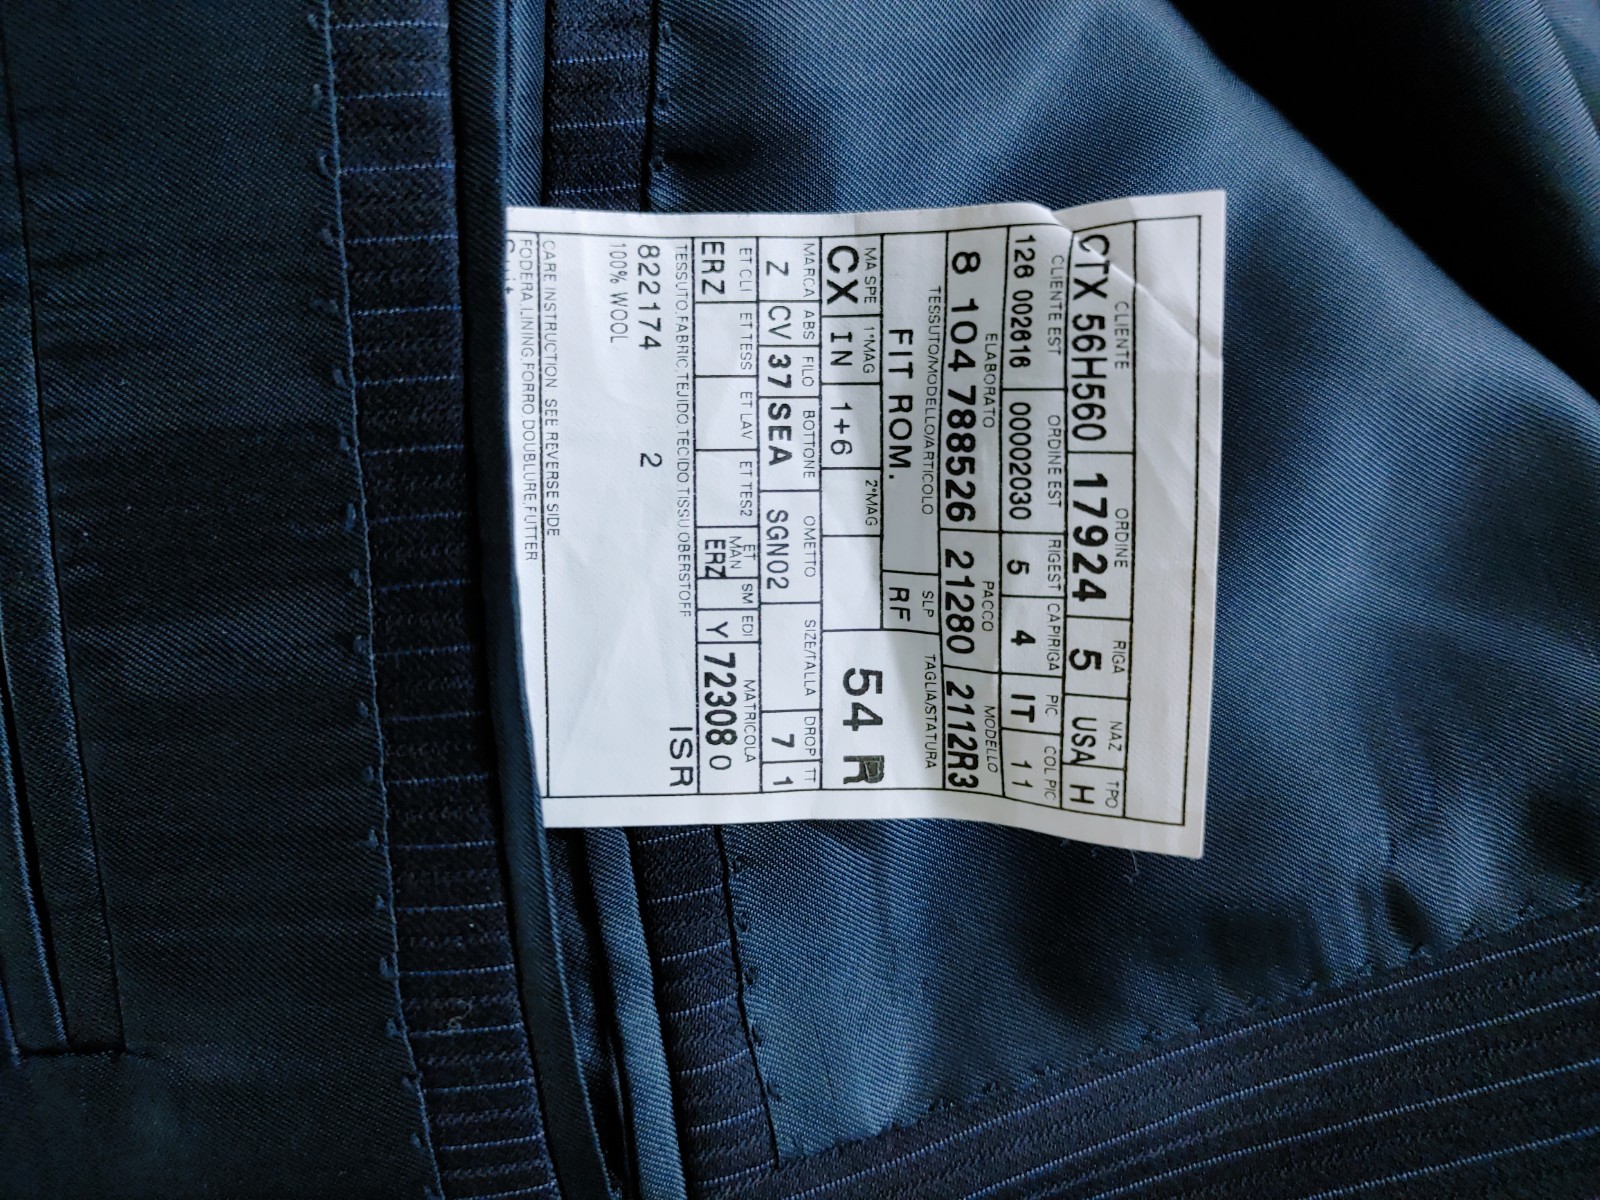 CLIENTE ORDINE RIGA NAZ TPO
CTX 56H560 17924 5 USA H
CLIENTE EST ORDINE EST RIGEST CAPIRIGA PIC COL PIC
126 002616 00002030 5 4 IT 11
ELABORATO PACCO MODELLO
8 104 788526 21280 2112R3
TESSUTO/MODELLO/ARTICOLO SLP TAGLIA/STATURA
FIT ROM. RF
MA SPE 1°MAG 2°MAG
CX IN 1+6 54 R
MARCA ABS FILO BOTTONE OMETTO SIZE/TALLA DROP TT
Z CV 37 SEA SGN02 7 1
ET CLI ET TESS ET LAV ET TES2 ET MAN SM EDI MATRICOLA
ERZ ERZ Y 72308 0
TESSUTO,FABRIC,TEJIDO,TECIDO,TISSU,OBERSTOFF
822174 2 ISR
100% WOOL
CARE INSTRUCTION SEE REVERSE SIDE
FODERA,LINING,FORRO,DOUBLURE,FUTTER